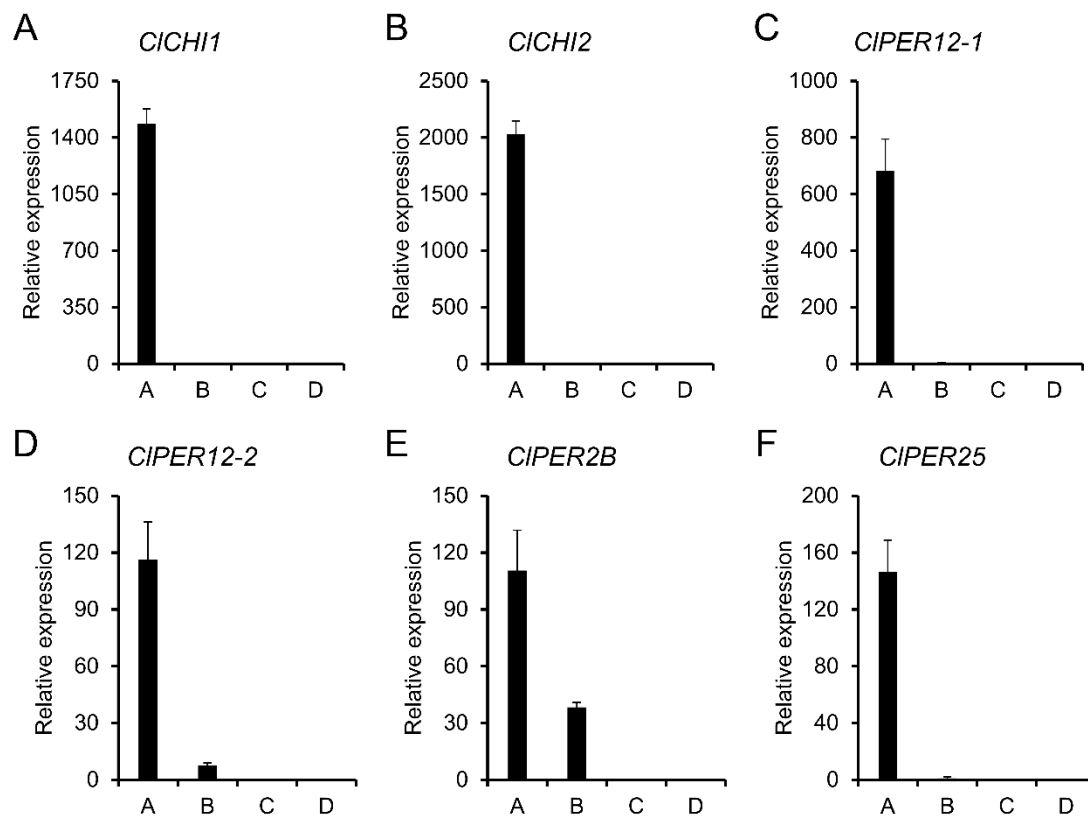 A
ClCHI1
Relative expression
1750
1400
1050
700
350
0
A B C D
B
ClCHI2
Relative expression
2500
2000
1500
1000
500
0
A B C D
C
ClPER12-1
Relative expression
1000
800
600
400
200
0
A B C D
D
ClPER12-2
Relative expression
150
120
90
60
30
0
A B C D
E
ClPER2B
Relative expression
150
120
90
60
30
0
A B C D
F
ClPER25
Relative expression
200
160
120
80
40
0
A B C D